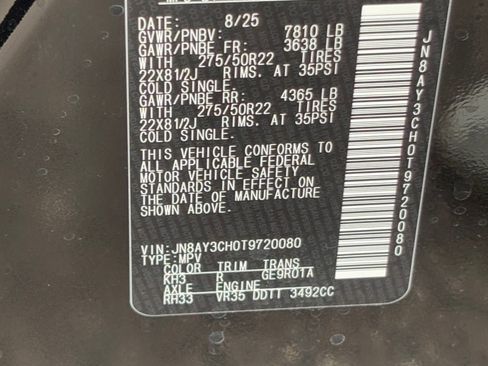 DATE: 8/25
GVWR/PNBV: 7810 LB
GAWR/PNBE FR: 3638 LB
WITH 275/50R22 TIRES
22X81/2J RIMS. AT 35PSI
COLD SINGLE.
GAWR/PNBE RR: 4365 LB
WITH 275/50R22 TIRES
22X81/2J RIMS. AT 35PSI
COLD SINGLE.
THIS VEHICLE CONFORMS TO
ALL APPLICABLE FEDERAL
MOTOR VEHICLE SAFETY
STANDARDS IN EFFECT ON
THE DATE OF MANUFACTURE
SHOWN ABOVE.
VIN:JN8AY3CH0T9720080
TYPE:MPV
COLOR TRIM TRANS
KH3 R GE9R01A
AXLE ENGINE
RH33 VR35 DDTT 3492CC
JN8AY3CH0T9720080